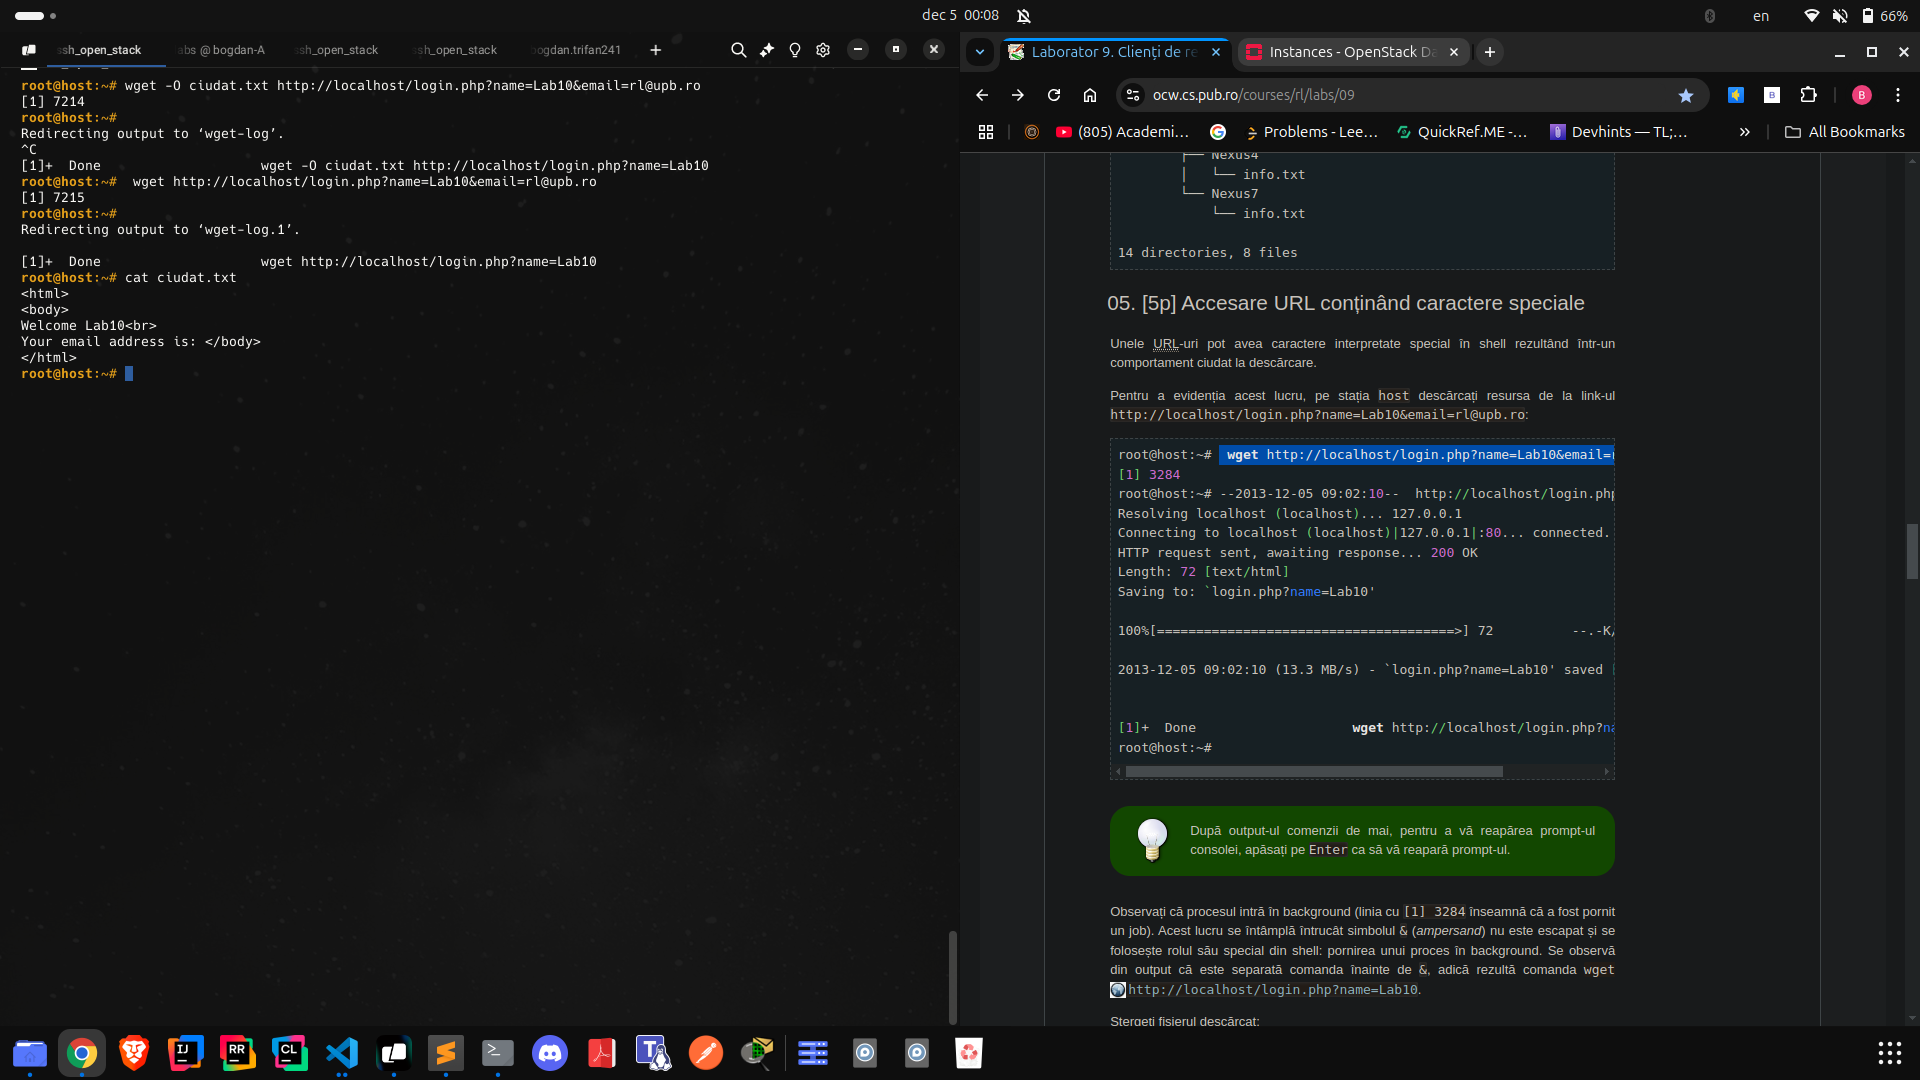 dec 5 00:08
en
66%
ssh_open_stack
abs @ bogdan-A
ssh_open_stack
ssh_open_stack
bogdan.trifan241
root@host:~# wget -O ciudat.txt http://localhost/login.php?name=Lab10&email=rl@upb.ro
[1] 7214
root@host:~#
Redirecting output to ‘wget-log’.
^C
[1]+  Done                    wget -O ciudat.txt http://localhost/login.php?name=Lab10
root@host:~#  wget http://localhost/login.php?name=Lab10&email=rl@upb.ro
[1] 7215
root@host:~#
Redirecting output to ‘wget-log.1’.
[1]+  Done                    wget http://localhost/login.php?name=Lab10
root@host:~# cat ciudat.txt
<html>
<body>
Welcome Lab10<br>
Your email address is: </body>
</html>
root@host:~#
Laborator 9. Clienți de re
Instances - OpenStack Da
ocw.cs.pub.ro/courses/rl/labs/09
B
B
(805) Academi...
Problems - Lee...
QuickRef.ME -...
Devhints — TL;...
All Bookmarks
├── Nexus4
│   └── info.txt
└── Nexus7
    └── info.txt
14 directories, 8 files
05. [5p] Accesare URL conținând caractere speciale
Unele URL-uri pot avea caractere interpretate special în shell rezultând într-un
comportament ciudat la descărcare.
Pentru a evidenția acest lucru, pe stația host descărcați resursa de la link-ul
http://localhost/login.php?name=Lab10&email=rl@upb.ro:
root@host:~#  wget http://localhost/login.php?name=Lab10&email=r
[1] 3284
root@host:~# --2013-12-05 09:02:10--  http://localhost/login.php
Resolving localhost (localhost)... 127.0.0.1
Connecting to localhost (localhost)|127.0.0.1|:80... connected.
HTTP request sent, awaiting response... 200 OK
Length: 72 [text/html]
Saving to: `login.php?name=Lab10'
100%[======================================>] 72          --.-K/
2013-12-05 09:02:10 (13.3 MB/s) - `login.php?name=Lab10' saved [
[1]+  Done                    wget http://localhost/login.php?na
root@host:~#
După output-ul comenzii de mai, pentru a vă reapărea prompt-ul
consolei, apăsați pe Enter ca să vă reapară prompt-ul.
Observați că procesul intră în background (linia cu [1] 3284 înseamnă că a fost pornit
un job). Acest lucru se întâmplă întrucât simbolul & (ampersand) nu este escapat și se
folosește rolul său special din shell: pornirea unui proces în background. Se observă
din output că este separată comanda înainte de &, adică rezultă comanda wget
http://localhost/login.php?name=Lab10.
Ștergeți fișierul descărcat:
IJ
RR
CL
T